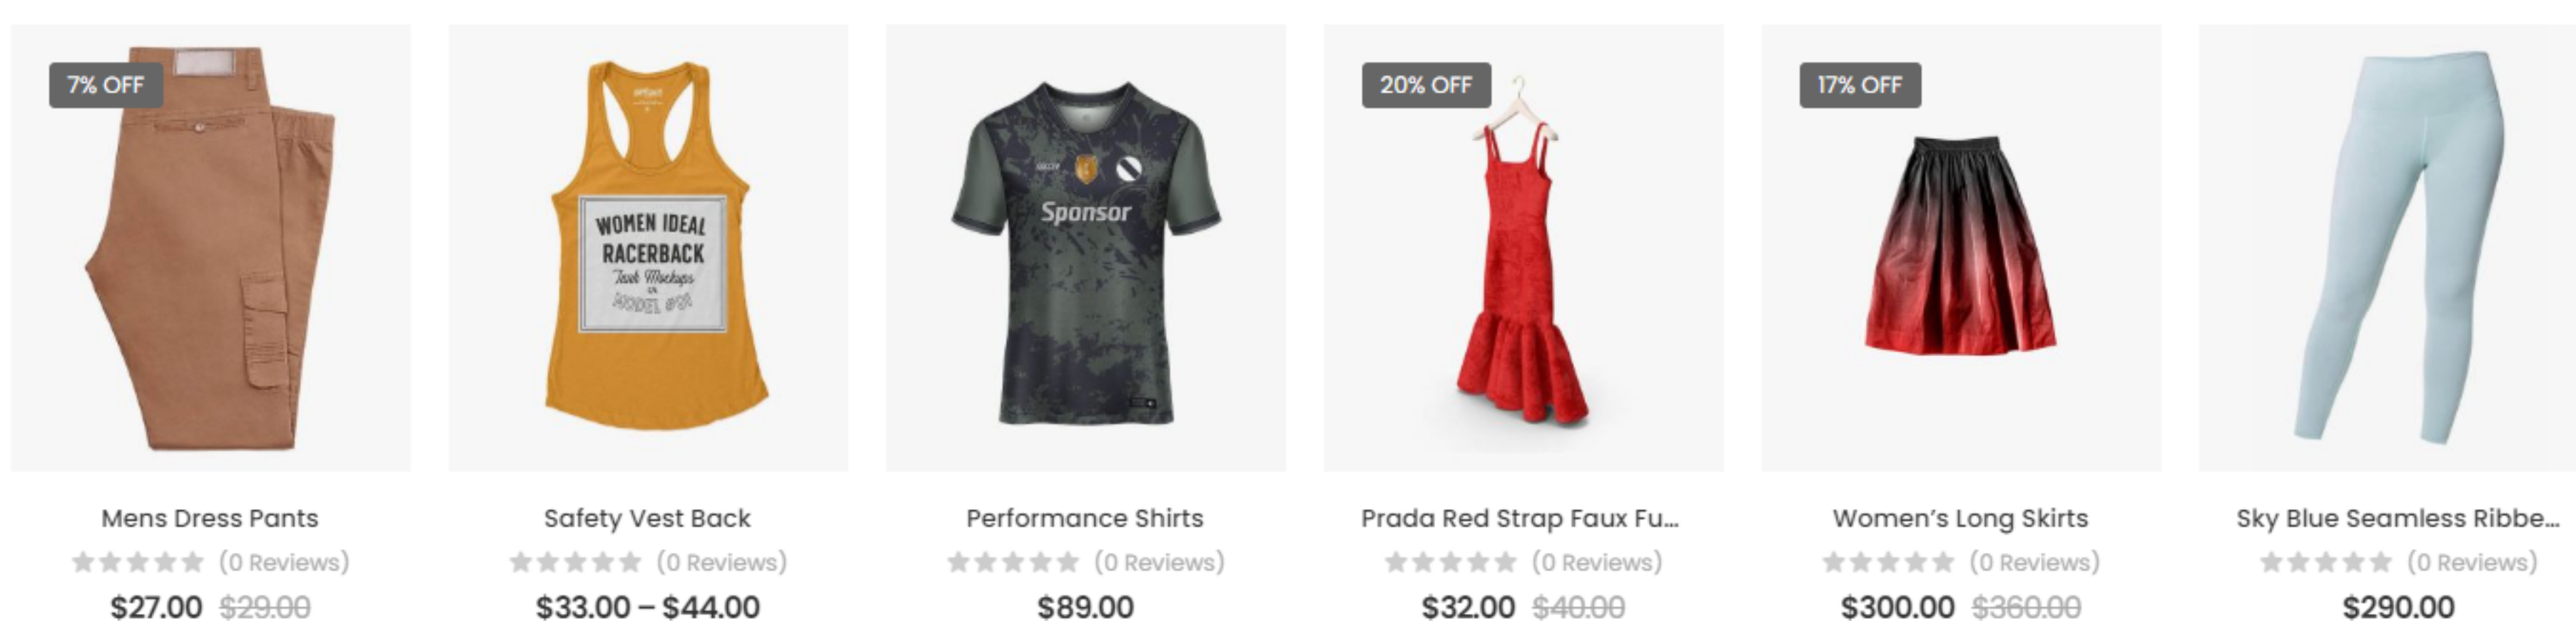 7% OFF
WOMEN IDEAL
RACERBACK
Tank Mockups
Sponsor
20% OFF
17% OFF
Mens Dress Pants
(0 Reviews)
$27.00 $29.00
Safety Vest Back
(0 Reviews)
$33.00 – $44.00
Performance Shirts
(0 Reviews)
$89.00
Prada Red Strap Faux Fu...
(0 Reviews)
$32.00 $40.00
Women’s Long Skirts
(0 Reviews)
$300.00 $360.00
Sky Blue Seamless Ribbe...
(0 Reviews)
$290.00